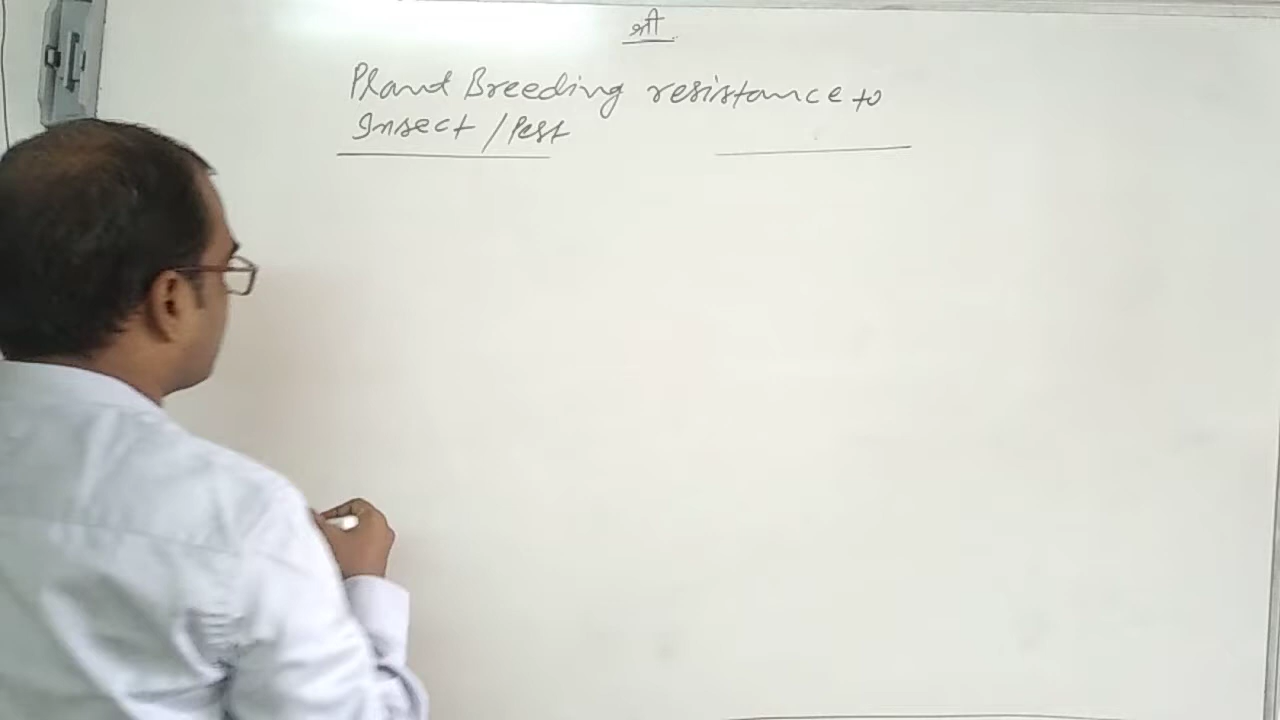 श्री
Plant Breeding resistance to
Insect / Pest